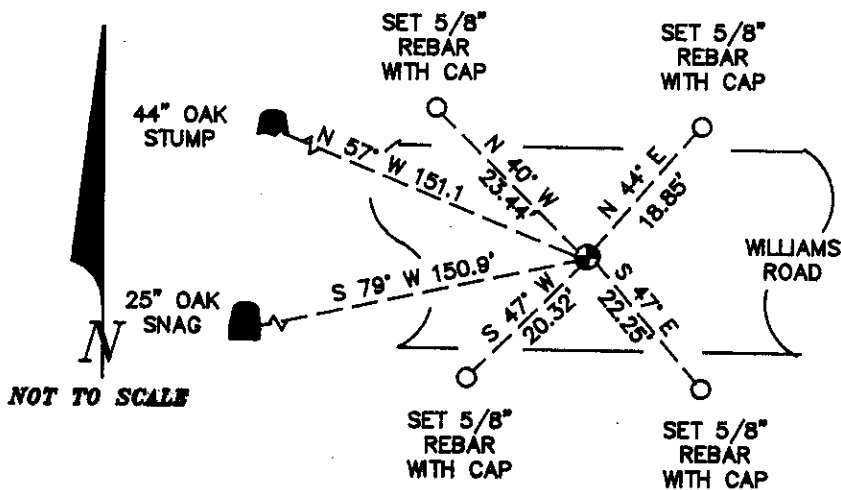 SET 5/8"
REBAR
WITH CAP
SET 5/8"
REBAR
WITH CAP
44" OAK
STUMP
N 57° W 151.1
N 40° W
23.44'
N 44° E
18.85'
WILLIAMS
ROAD
S 79° W 150.9'
25" OAK
SNAG
S 47° W
20.32'
S 47° E
22.25'
N
NOT TO SCALE
SET 5/8"
REBAR
WITH CAP
SET 5/8"
REBAR
WITH CAP